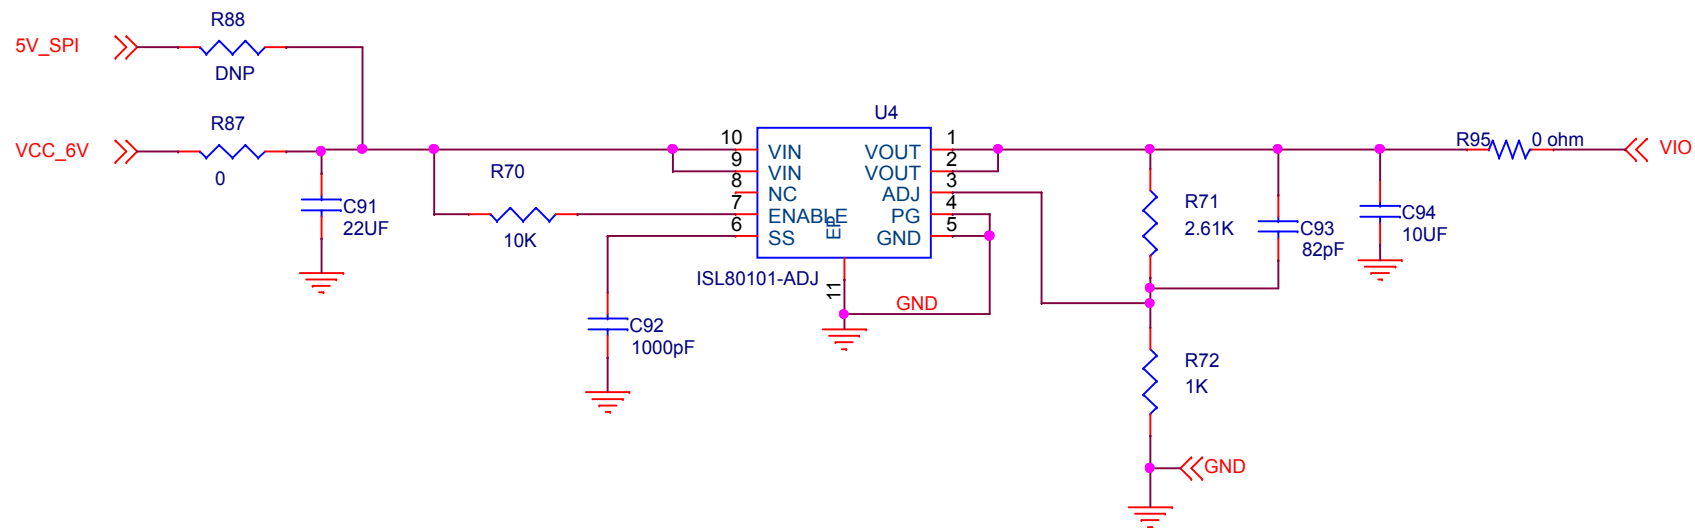 R88
5V_SPI
DNP
R87
VCC_6V
0
C91
22UF
R70
10K
U4
10
9
8
7
6
VIN
VIN
NC
ENABLE
SS
EP
VOUT
VOUT
ADJ
PG
GND
1
2
3
4
5
ISL80101-ADJ
11
GND
C92
1000pF
R71
2.61K
C93
82pF
C94
10UF
R95
0 ohm
VIO
R72
1K
GND